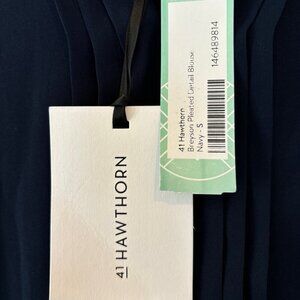 41 HAWTHORN
41 Hawthorn
Breyson Pleated Detail Blouse
Navy - S
146489814